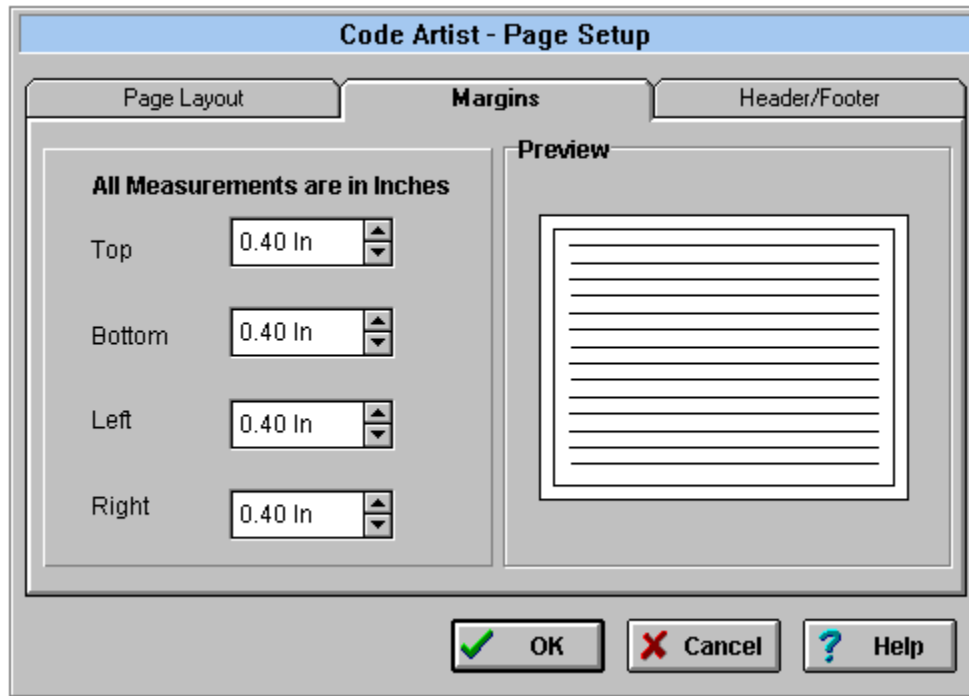 Code Artist - Page Setup
Page Layout
Margins
Header/Footer
All Measurements are in Inches
Top
0.40 In
Bottom
0.40 In
Left
0.40 In
Right
0.40 In
Preview
OK
Cancel
Help